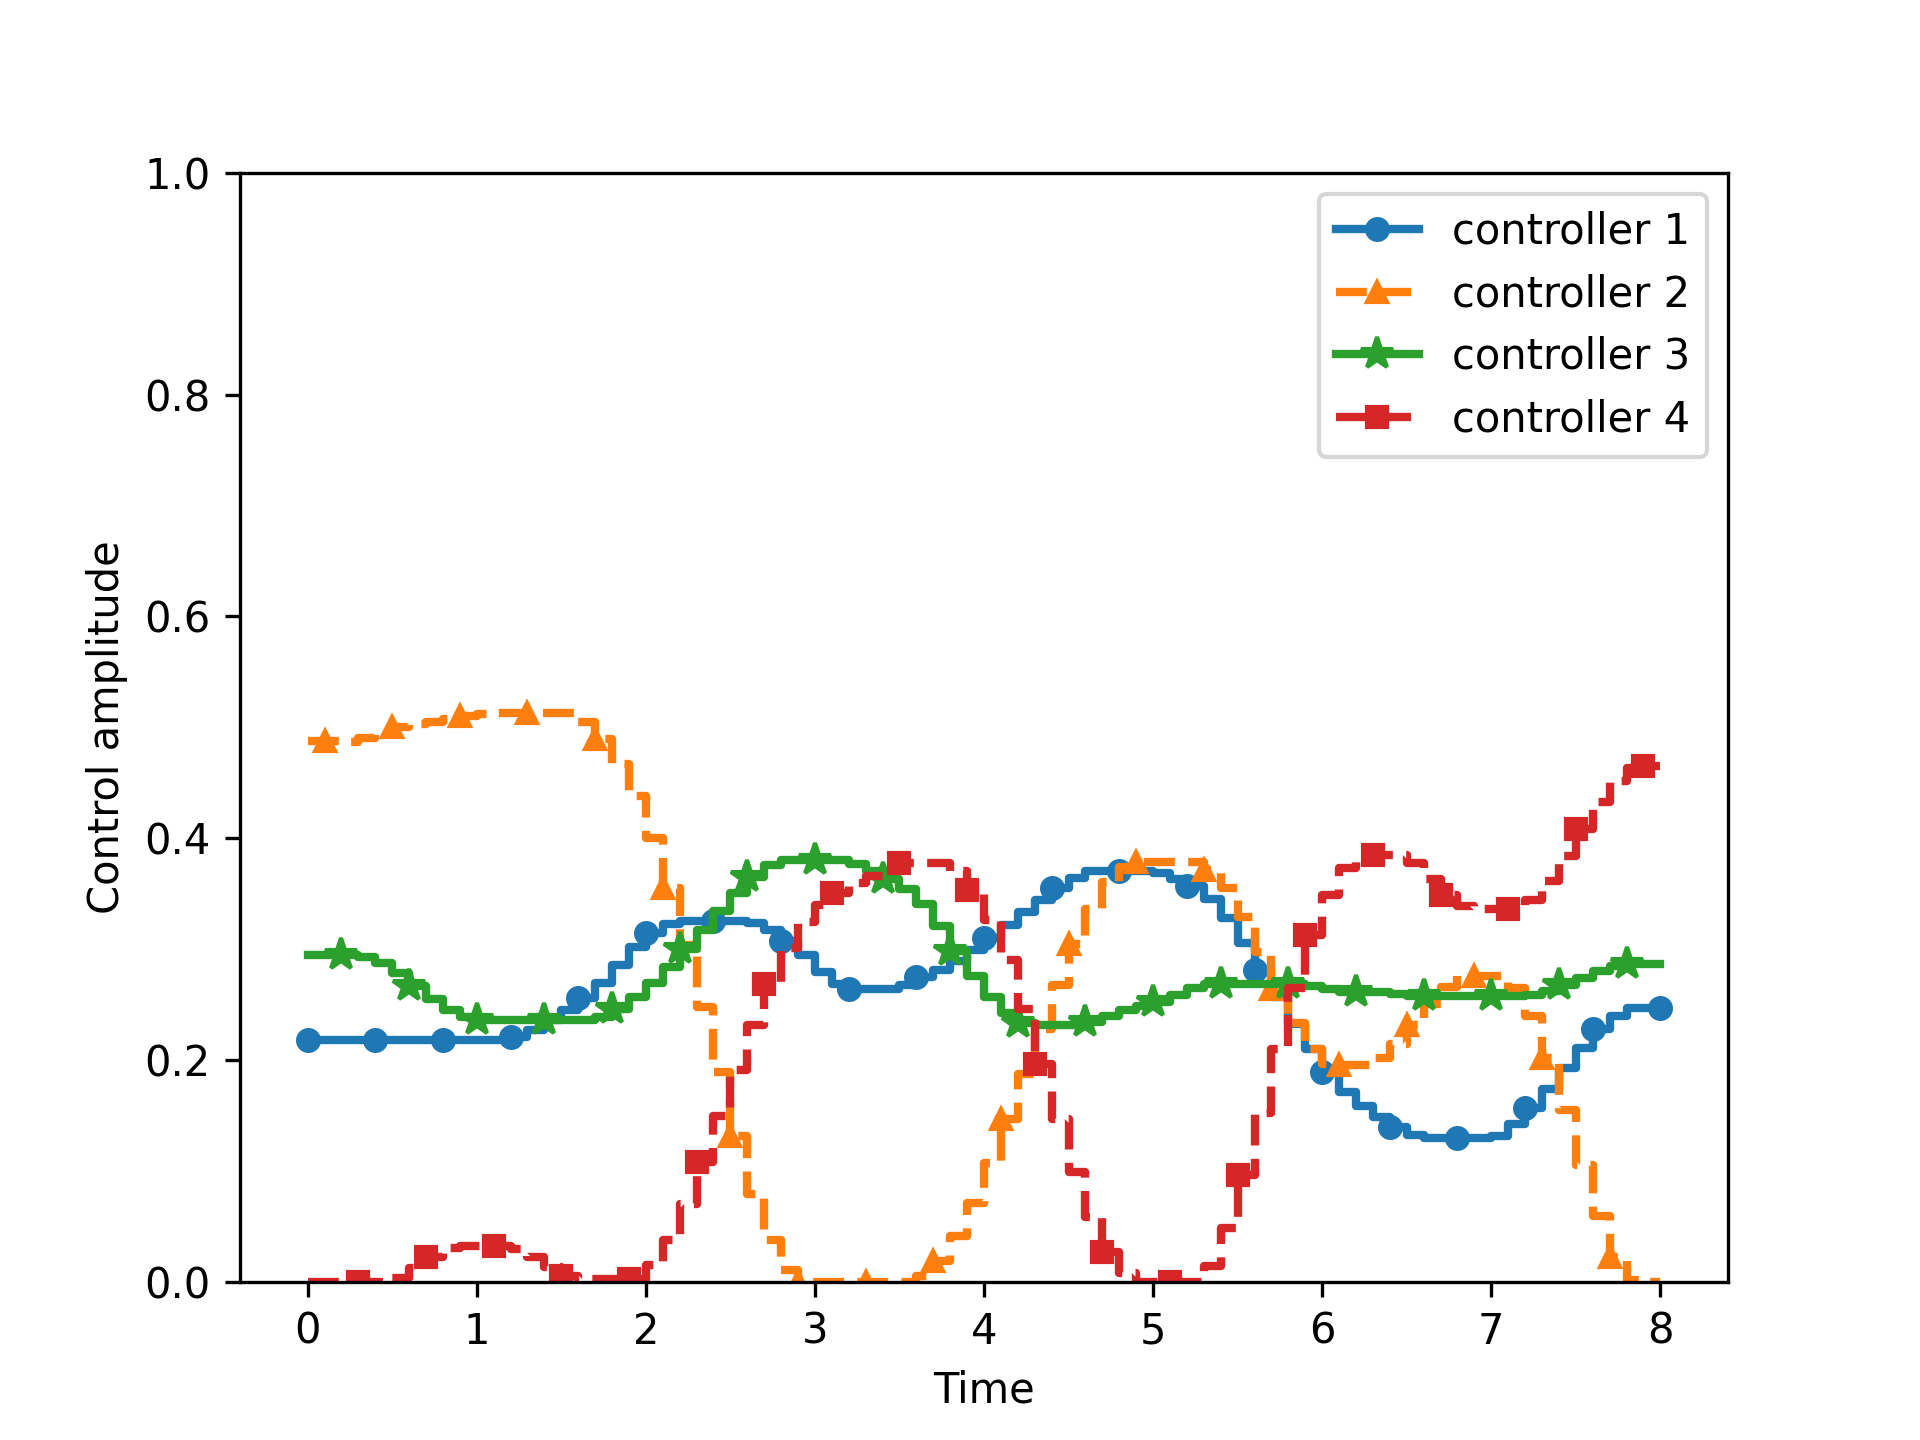 1.0
0.8
0.6
0.4
0.2
0.0
Control amplitude
controller 1
controller 2
controller 3
controller 4
0 1 2 3 4 5 6 7 8
Time